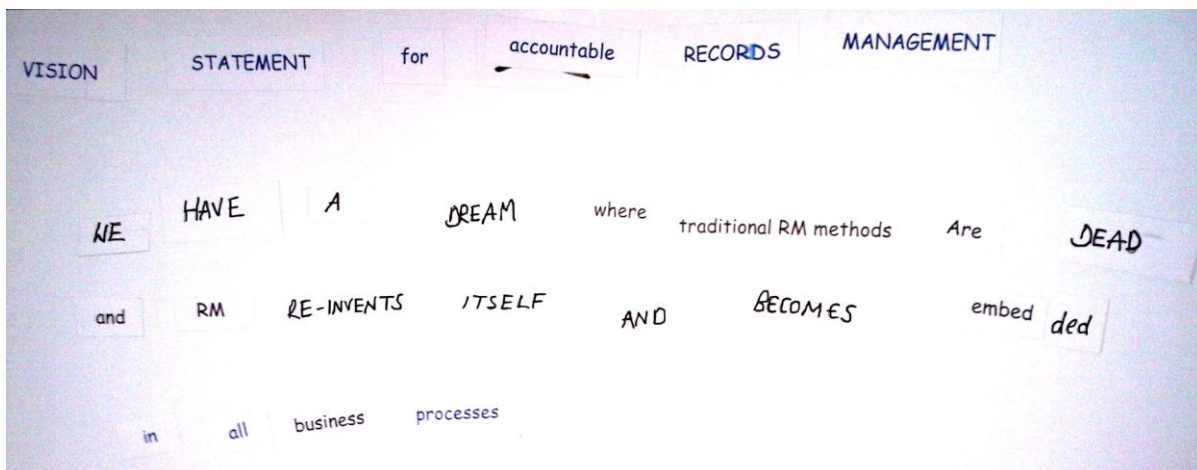 VISION STATEMENT for accountable RECORDS MANAGEMENT
WE HAVE A DREAM where traditional RM methods Are DEAD
and RM RE-INVENTS ITSELF AND BECOMES embed ded
in all business processes